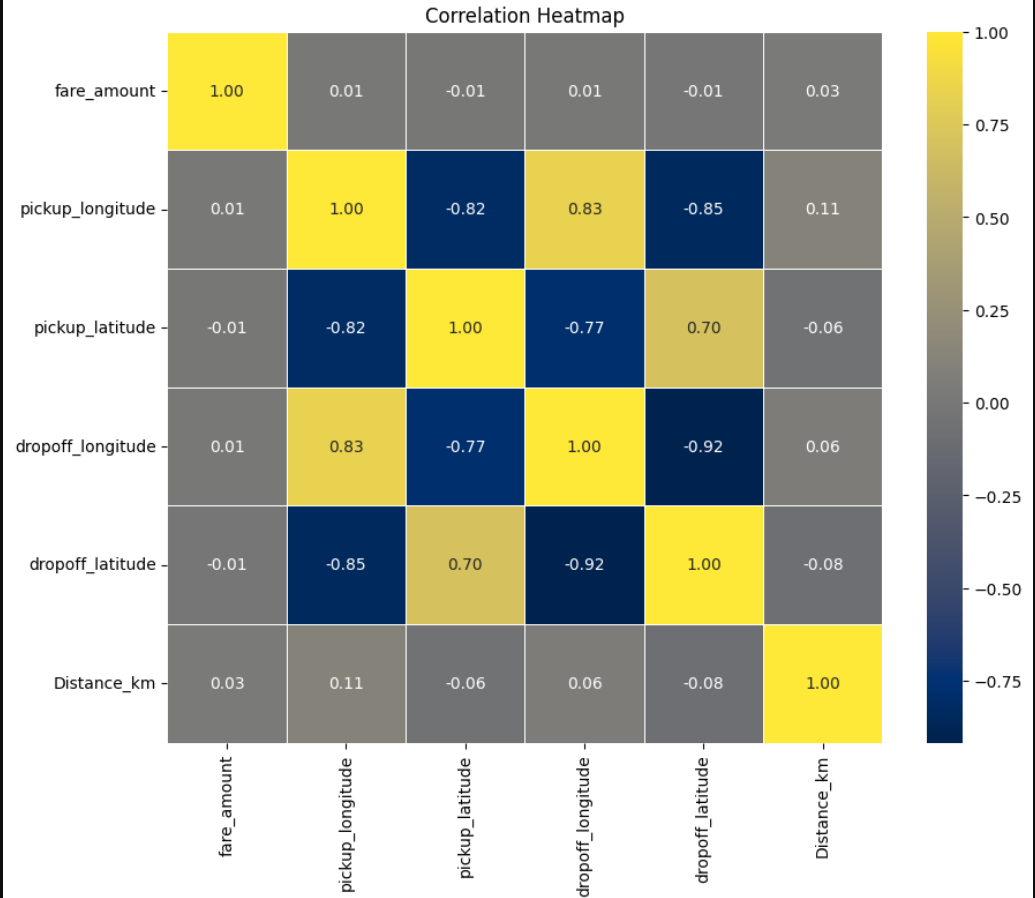 Correlation Heatmap
fare_amount 1.00 0.01 -0.01 0.01 -0.01 0.03
pickup_longitude 0.01 1.00 -0.82 0.83 -0.85 0.11
pickup_latitude -0.01 -0.82 1.00 -0.77 0.70 -0.06
dropoff_longitude 0.01 0.83 -0.77 1.00 -0.92 0.06
dropoff_latitude -0.01 -0.85 0.70 -0.92 1.00 -0.08
Distance_km 0.03 0.11 -0.06 0.06 -0.08 1.00
fare_amount
pickup_longitude
pickup_latitude
dropoff_longitude
dropoff_latitude
Distance_km
1.00
0.75
0.50
0.25
0.00
−0.25
−0.50
−0.75